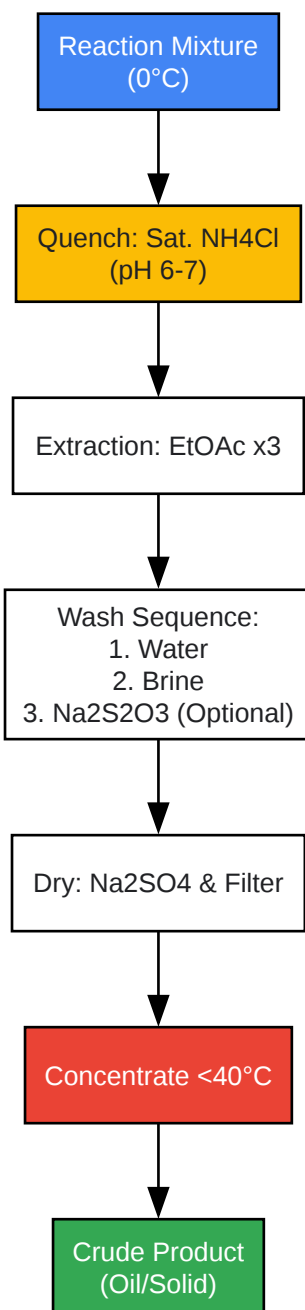 Reaction Mixture
(0°C)
Quench: Sat. NH4Cl
(pH 6-7)
Extraction: EtOAc x3
Wash Sequence:
1. Water
2. Brine
3. Na2S2O3 (Optional)
Dry: Na2SO4 & Filter
Concentrate <40°C
Crude Product
(Oil/Solid)